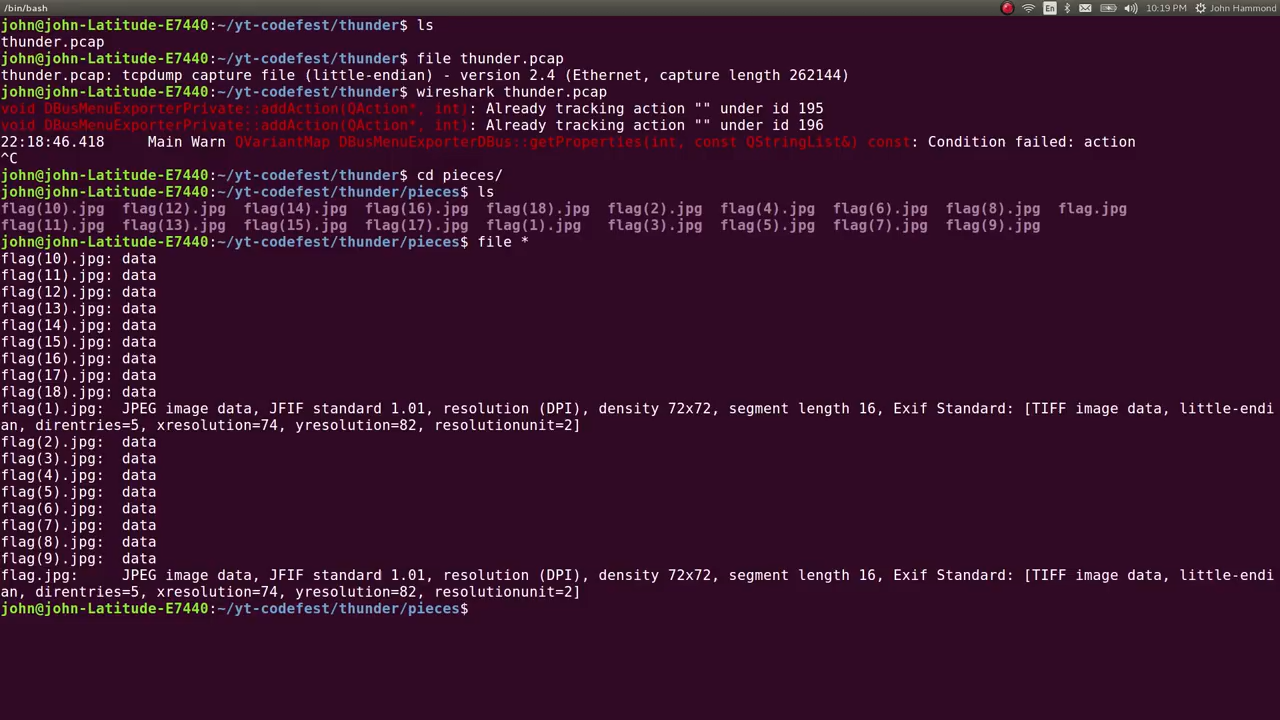 /bin/bash
En
10:19 PM
John Hammond
john@john-Latitude-E7440:~/yt-codefest/thunder$ ls
thunder.pcap
john@john-Latitude-E7440:~/yt-codefest/thunder$ file thunder.pcap
thunder.pcap: tcpdump capture file (little-endian) - version 2.4 (Ethernet, capture length 262144)
john@john-Latitude-E7440:~/yt-codefest/thunder$ wireshark thunder.pcap
void DBusMenuExporterPrivate::addAction(QAction*, int): Already tracking action "" under id 195
void DBusMenuExporterPrivate::addAction(QAction*, int): Already tracking action "" under id 196
22:18:46.418     Main Warn QVariantMap DBusMenuExporterDBus::getProperties(int, const QStringList&) const: Condition failed: action
^C
john@john-Latitude-E7440:~/yt-codefest/thunder$ cd pieces/
john@john-Latitude-E7440:~/yt-codefest/thunder/pieces$ ls
flag(10).jpg  flag(12).jpg  flag(14).jpg  flag(16).jpg  flag(18).jpg  flag(2).jpg  flag(4).jpg  flag(6).jpg  flag(8).jpg  flag.jpg
flag(11).jpg  flag(13).jpg  flag(15).jpg  flag(17).jpg  flag(1).jpg   flag(3).jpg  flag(5).jpg  flag(7).jpg  flag(9).jpg
john@john-Latitude-E7440:~/yt-codefest/thunder/pieces$ file *
flag(10).jpg: data
flag(11).jpg: data
flag(12).jpg: data
flag(13).jpg: data
flag(14).jpg: data
flag(15).jpg: data
flag(16).jpg: data
flag(17).jpg: data
flag(18).jpg: data
flag(1).jpg:  JPEG image data, JFIF standard 1.01, resolution (DPI), density 72x72, segment length 16, Exif Standard: [TIFF image data, little-endi
an, direntries=5, xresolution=74, yresolution=82, resolutionunit=2]
flag(2).jpg:  data
flag(3).jpg:  data
flag(4).jpg:  data
flag(5).jpg:  data
flag(6).jpg:  data
flag(7).jpg:  data
flag(8).jpg:  data
flag(9).jpg:  data
flag.jpg:     JPEG image data, JFIF standard 1.01, resolution (DPI), density 72x72, segment length 16, Exif Standard: [TIFF image data, little-endi
an, direntries=5, xresolution=74, yresolution=82, resolutionunit=2]
john@john-Latitude-E7440:~/yt-codefest/thunder/pieces$